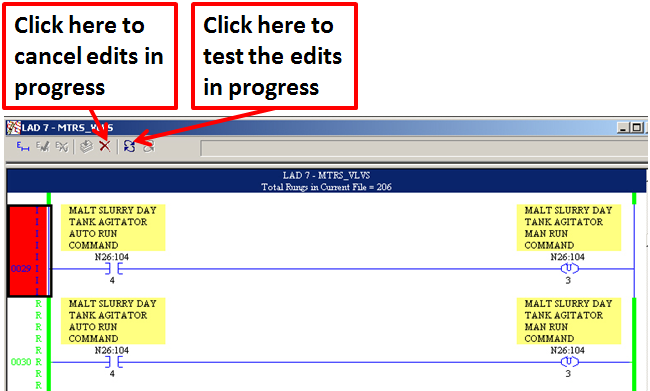 Click here to
cancel edits in
progress
Click here to
test the edits
in progress
LAD 7 - MTRS_VLVS
LAD 7 - MTRS_VLVS
Total Rungs in Current File = 206
MALT SLURRY DAY
TANK AGITATOR
AUTO RUN
COMMAND
N26:104
4
MALT SLURRY DAY
TANK AGITATOR
MAN RUN
COMMAND
N26:104
U
3
I
I
I
0029 I
I
I
MALT SLURRY DAY
TANK AGITATOR
AUTO RUN
COMMAND
N26:104
4
MALT SLURRY DAY
TANK AGITATOR
MAN RUN
COMMAND
N26:104
U
3
R
R
R
R
R
0030 R
R
R